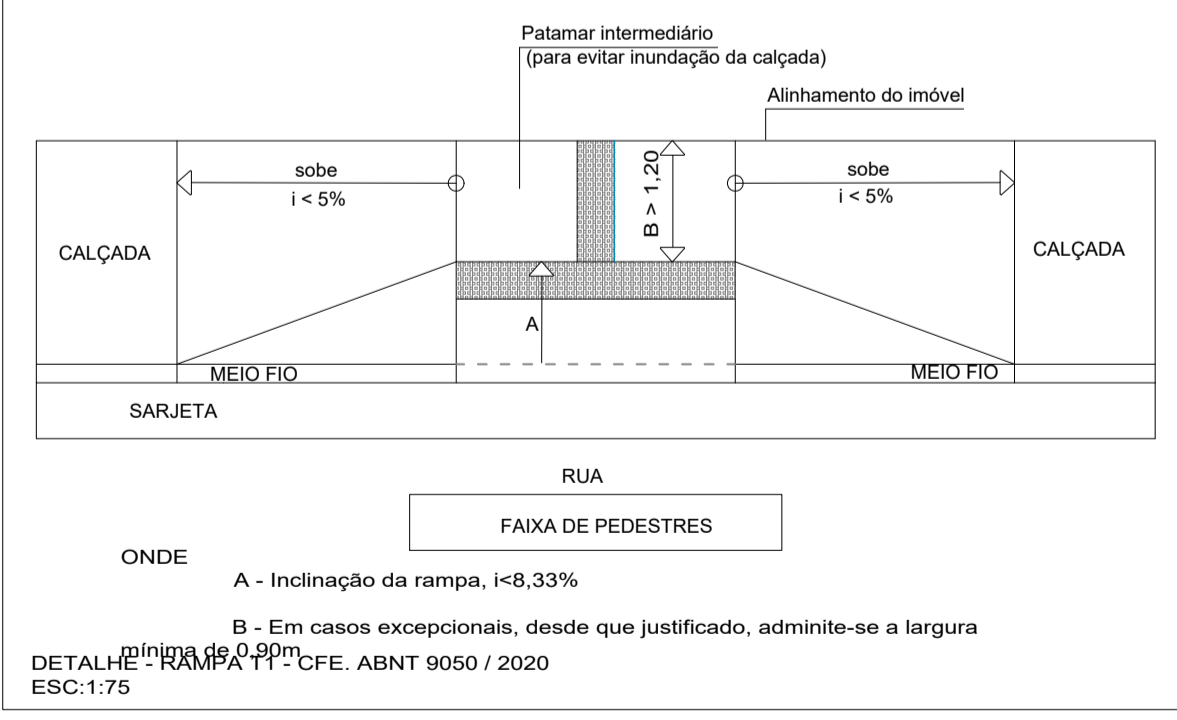 Patamar intermediário
(para evitar inundação da calçada)
Alinhamento do imóvel
sobe
i < 5%
B > 1,20
sobe
i < 5%
CALÇADA
CALÇADA
A
MEIO FIO
MEIO FIO
SARJETA
RUA
FAIXA DE PEDESTRES
ONDE
A - Inclinação da rampa, i<8,33%
B - Em casos excepcionais, desde que justificado, adminite-se a largura
mínima de 0,90m
DETALHE - RAMPA T1 - CFE. ABNT 9050 / 2020
ESC:1:75